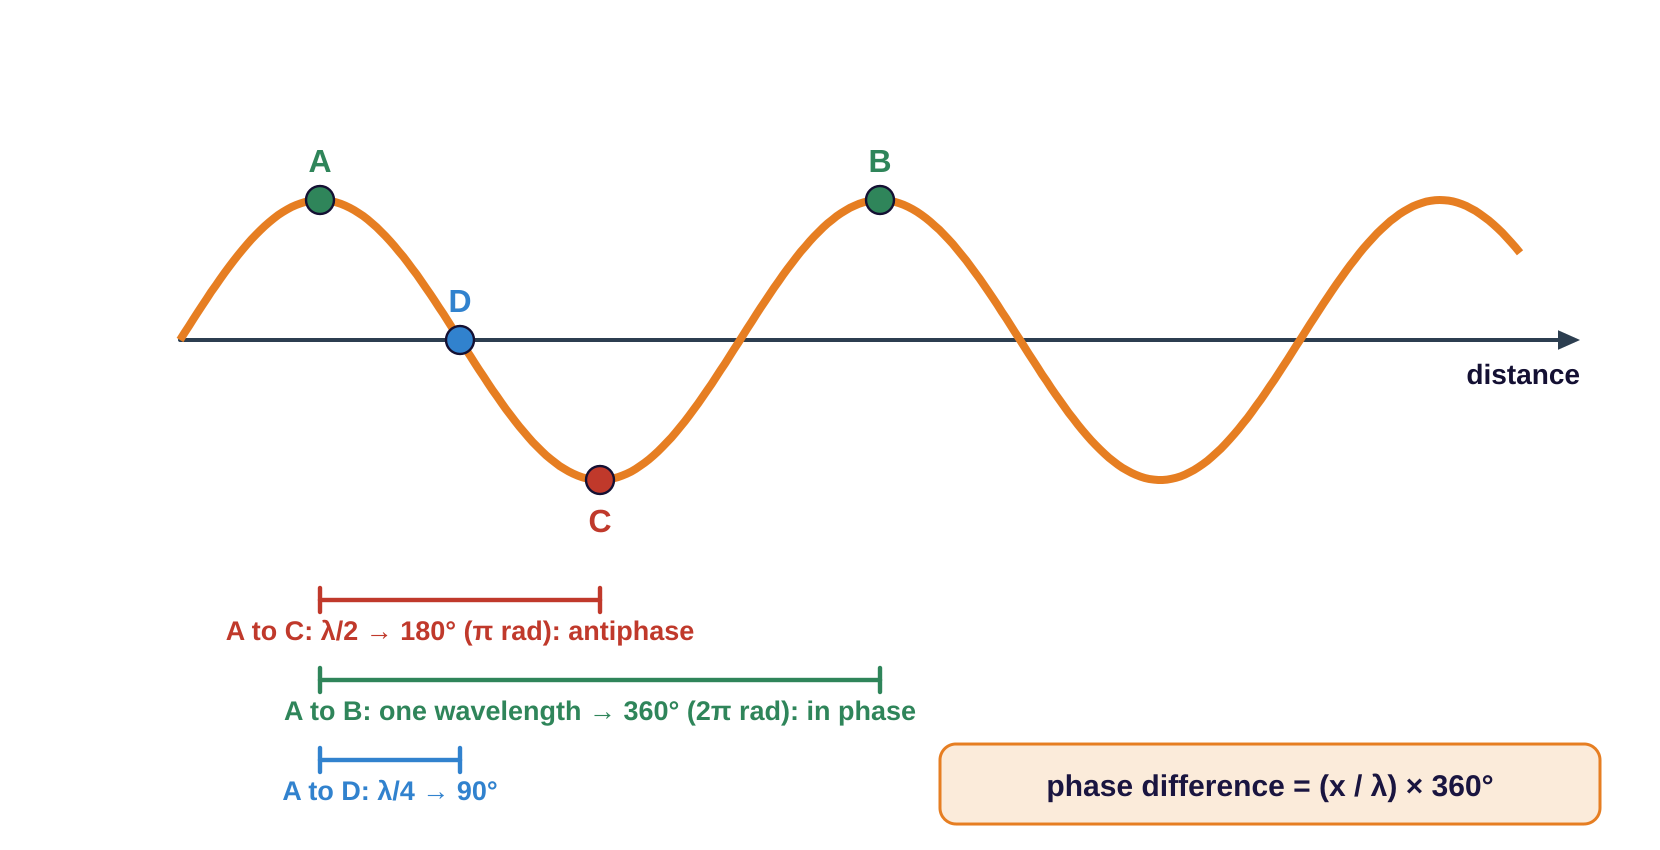 A
B
D
distance
C
A to C: λ/2 → 180° (π rad): antiphase
A to B: one wavelength → 360° (2π rad): in phase
A to D: λ/4 → 90°
phase difference = (x / λ) × 360°